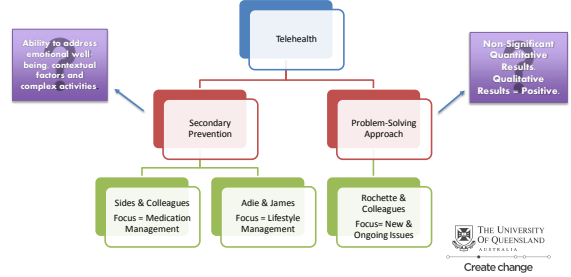 Telehealth
Ability to address
emotional well-
being, contextual
factors and
complex activities.
?
Non-Significant
Quantitative
Results.
Qualitative
Results = Positive.
?
Secondary
Prevention
Problem-Solving
Approach
Sides & Colleagues
Focus = Medication
Management
Adie & James
Focus = Lifestyle
Management
Rochette &
Colleagues
Focus= New &
Ongoing Issues
THE UNIVERSITY
OF QUEENSLAND
AUSTRALIA
Create change